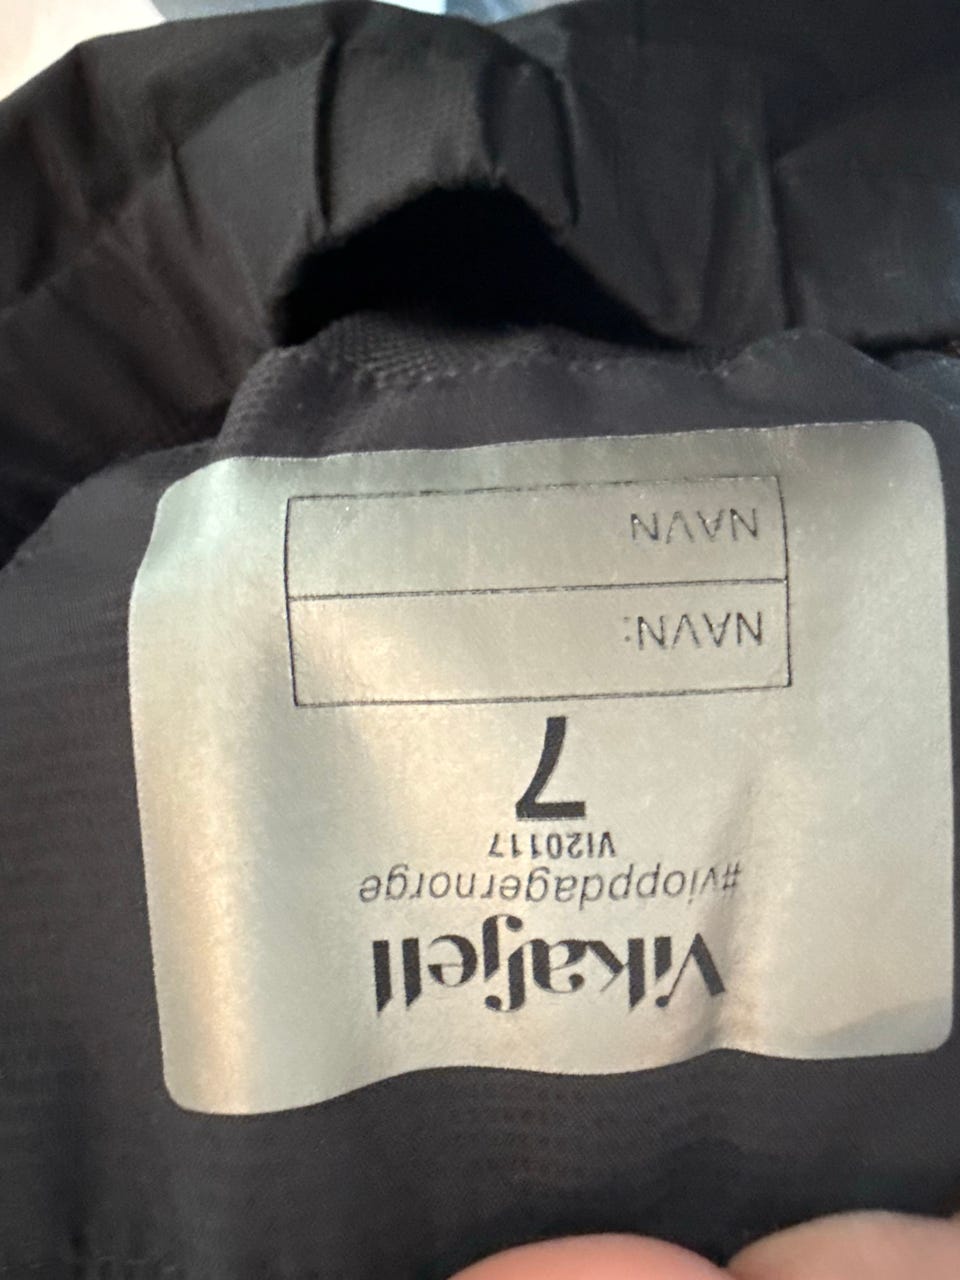 Vikafjell
#vioppdagernorge
VI20117
7
NAVN:
NAVN